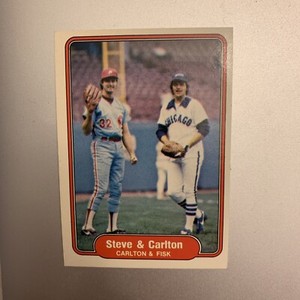 32
CHICAGO
Steve & Carlton
CARLTON & FISK